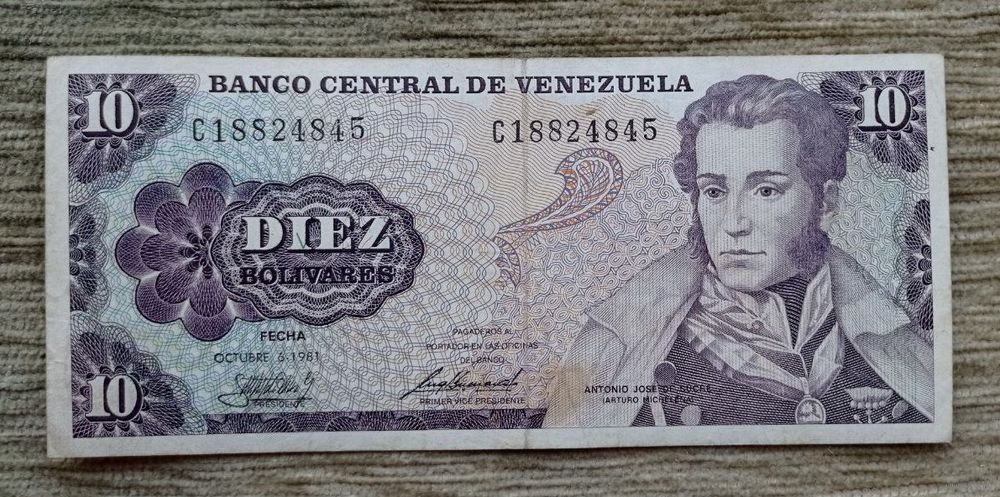 BANCO CENTRAL DE VENEZUELA
10
10
C18824845
C18824845
DIEZ
BOLIVARES
FECHA
OCTUBRE 6-1981
PAGADEROS AL
PORTADOR EN LAS OFICINAS
DEL BANCO
PRESIDENTE
PRIMER VICE PRESIDENTE
ANTONIO JOSE DE SUCRE
(ARTURO MICHELENA)
10